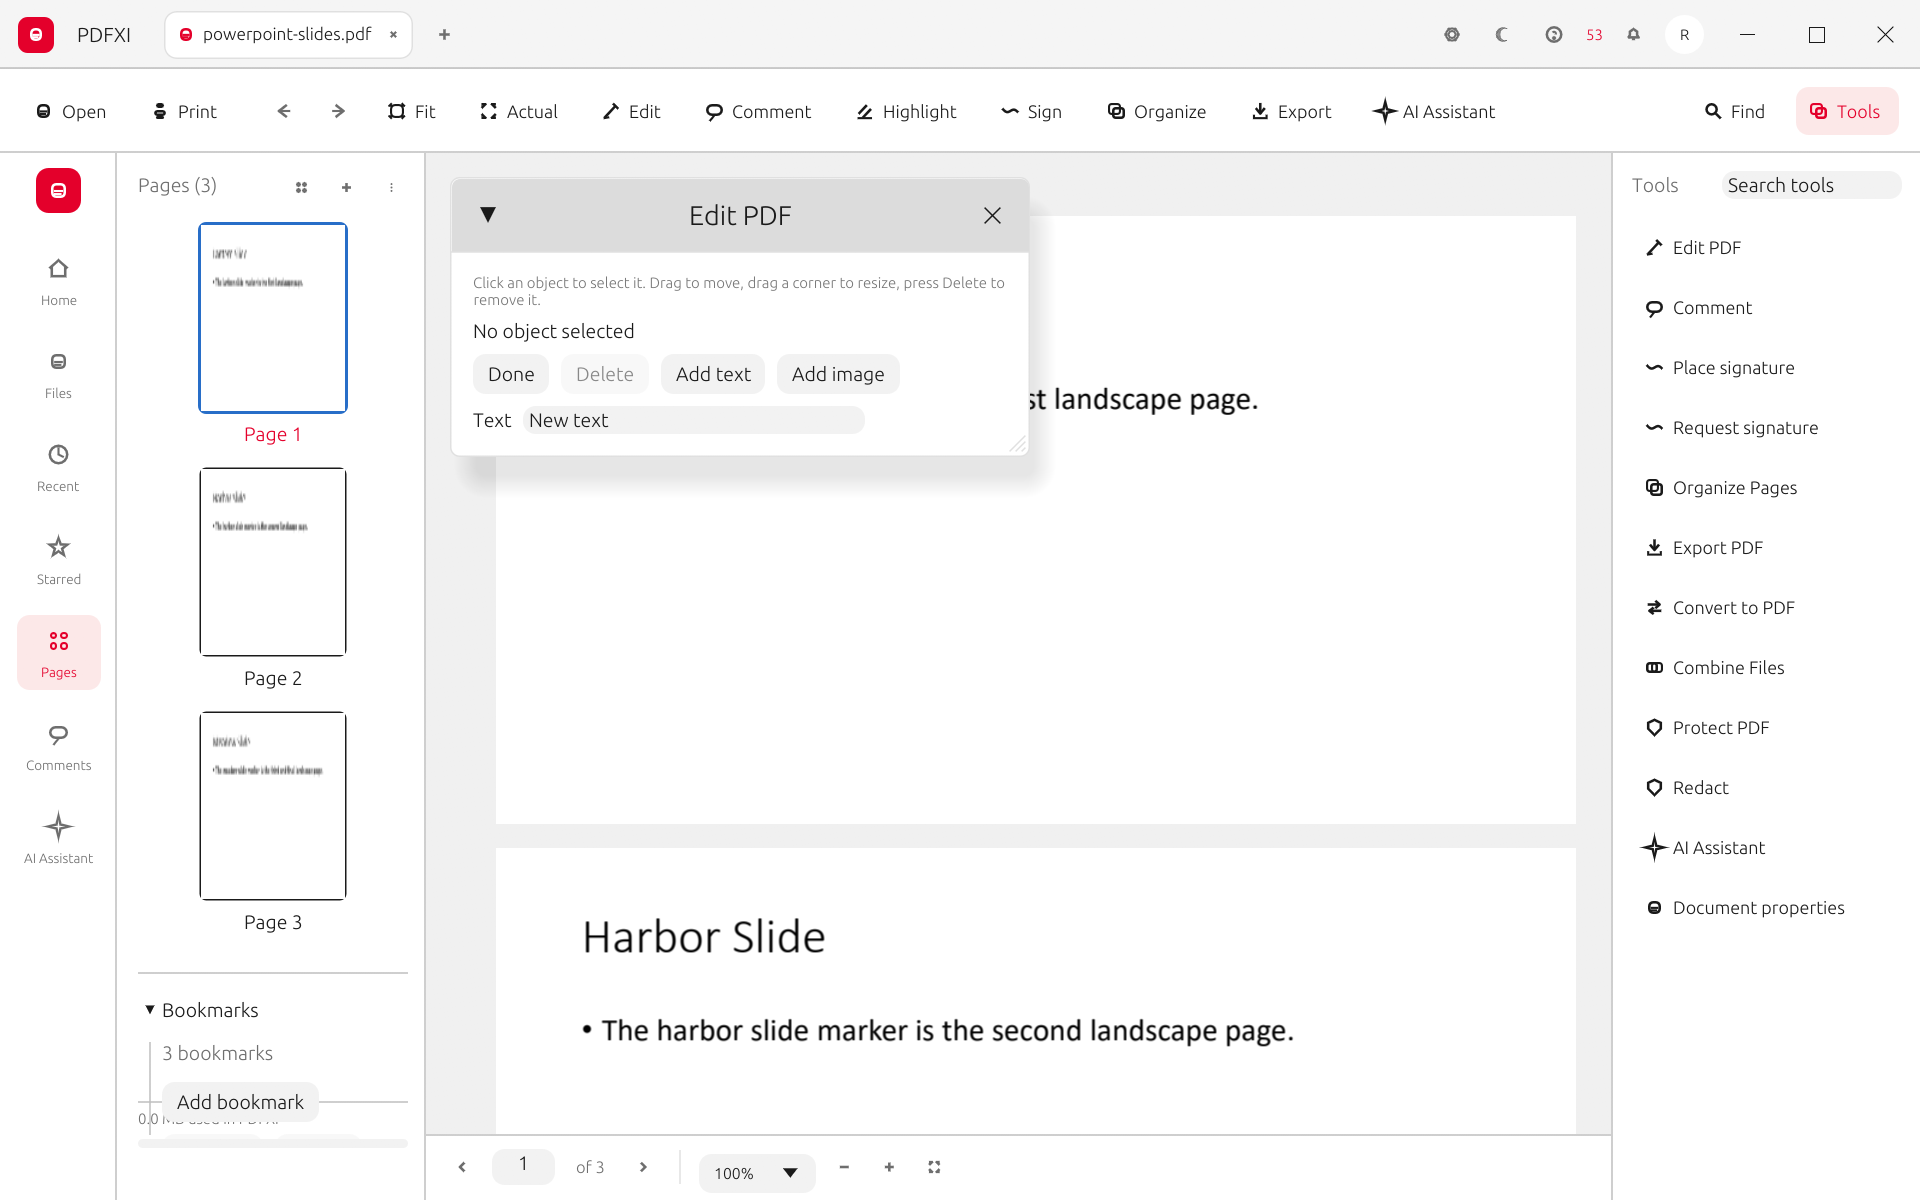 PDFXI
powerpoint-slides.pdf
53
R
Open
Print
Fit
Actual
Edit
Comment
Highlight
Sign
Organize
Export
AI Assistant
Find
Tools
Home
Files
Recent
Starred
Pages
Comments
AI Assistant
Pages (3)
Page 1
Page 2
Page 3
Bookmarks
3 bookmarks
Add bookmark
Edit PDF
Click an object to select it. Drag to move, drag a corner to resize, press Delete to
remove it.
No object selected
Done
Delete
Add text
Add image
Text
New text
landscape page.
Harbor Slide
• The harbor slide marker is the second landscape page.
1
of 3
100%
Tools
Search tools
Edit PDF
Comment
Place signature
Request signature
Organize Pages
Export PDF
Convert to PDF
Combine Files
Protect PDF
Redact
AI Assistant
Document properties